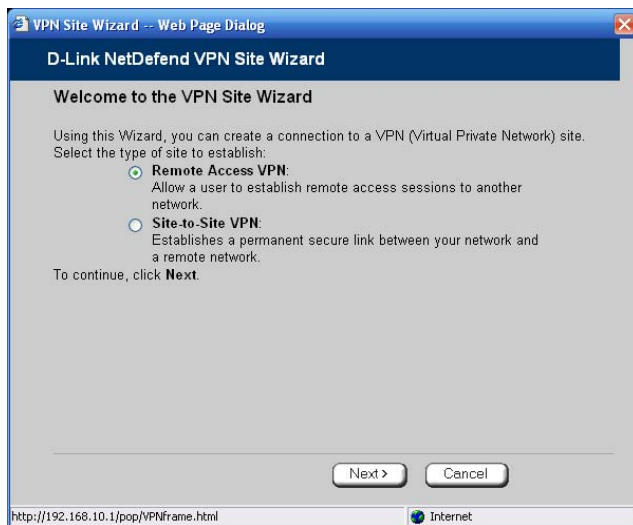 VPN Site Wizard -- Web Page Dialog
D-Link NetDefend VPN Site Wizard
Welcome to the VPN Site Wizard
Using this Wizard, you can create a connection to a VPN (Virtual Private Network) site.
Select the type of site to establish:
Remote Access VPN:
Allow a user to establish remote access sessions to another
network.
Site-to-Site VPN:
Establishes a permanent secure link between your network and
a remote network.
To continue, click Next.
Next >
Cancel
http://192.168.10.1/pop/VPNframe.html
Internet